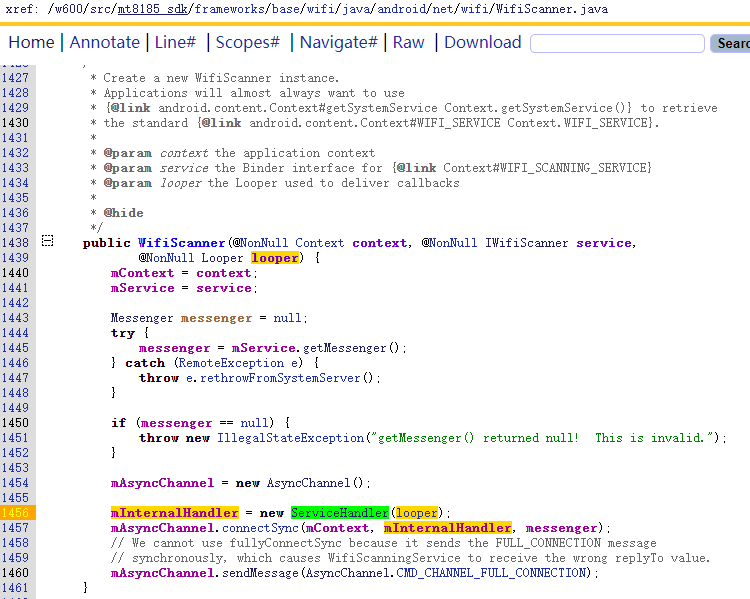 xref: /w600/src/mt8185_sdk/frameworks/base/wifi/java/android/net/wifi/WifiScanner.java
Home | Annotate | Line# | Scopes# | Navigate# | Raw | Download
1427 * Create a new WifiScanner instance.
1428 * Applications will almost always want to use
1429 * {@link android.content.Context#getSystemService Context.getSystemService()} to retrieve
1430 * the standard {@link android.content.Context#WIFI_SERVICE Context.WIFI_SERVICE}.
1431 *
1432 * @param context the application context
1433 * @param service the Binder interface for {@link Context#WIFI_SCANNING_SERVICE}
1434 * @param looper the Looper used to deliver callbacks
1435 *
1436 * @hide
1437 */
1438 public WifiScanner(@NonNull Context context, @NonNull IWifiScanner service,
1439 @NonNull Looper looper) {
1440 mContext = context;
1441 mService = service;
1442
1443 Messenger messenger = null;
1444 try {
1445 messenger = mService.getMessenger();
1446 } catch (RemoteException e) {
1447 throw e.rethrowFromSystemServer();
1448 }
1449
1450 if (messenger == null) {
1451 throw new IllegalStateException("getMessenger() returned null!  This is invalid.");
1452 }
1453
1454 mAsyncChannel = new AsyncChannel();
1455
1456 mInternalHandler = new ServiceHandler(looper);
1457 mAsyncChannel.connectSync(mContext, mInternalHandler, messenger);
1458 // We cannot use fullyConnectSync because it sends the FULL_CONNECTION message
1459 // synchronously, which causes WifiScanningService to receive the wrong replyTo value.
1460 mAsyncChannel.sendMessage(AsyncChannel.CMD_CHANNEL_FULL_CONNECTION);
1461 }